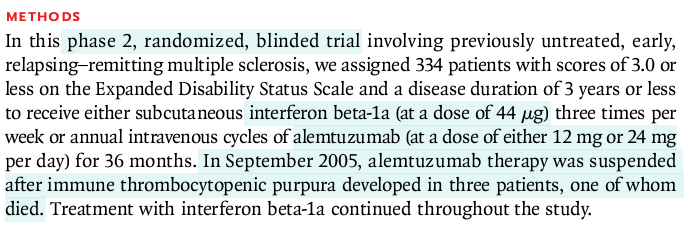 METHODS
In this phase 2, randomized, blinded trial involving previously untreated, early,
relapsing–remitting multiple sclerosis, we assigned 334 patients with scores of 3.0 or
less on the Expanded Disability Status Scale and a disease duration of 3 years or less
to receive either subcutaneous interferon beta-1a (at a dose of 44 μg) three times per
week or annual intravenous cycles of alemtuzumab (at a dose of either 12 mg or 24 mg
per day) for 36 months. In September 2005, alemtuzumab therapy was suspended
after immune thrombocytopenic purpura developed in three patients, one of whom
died. Treatment with interferon beta-1a continued throughout the study.